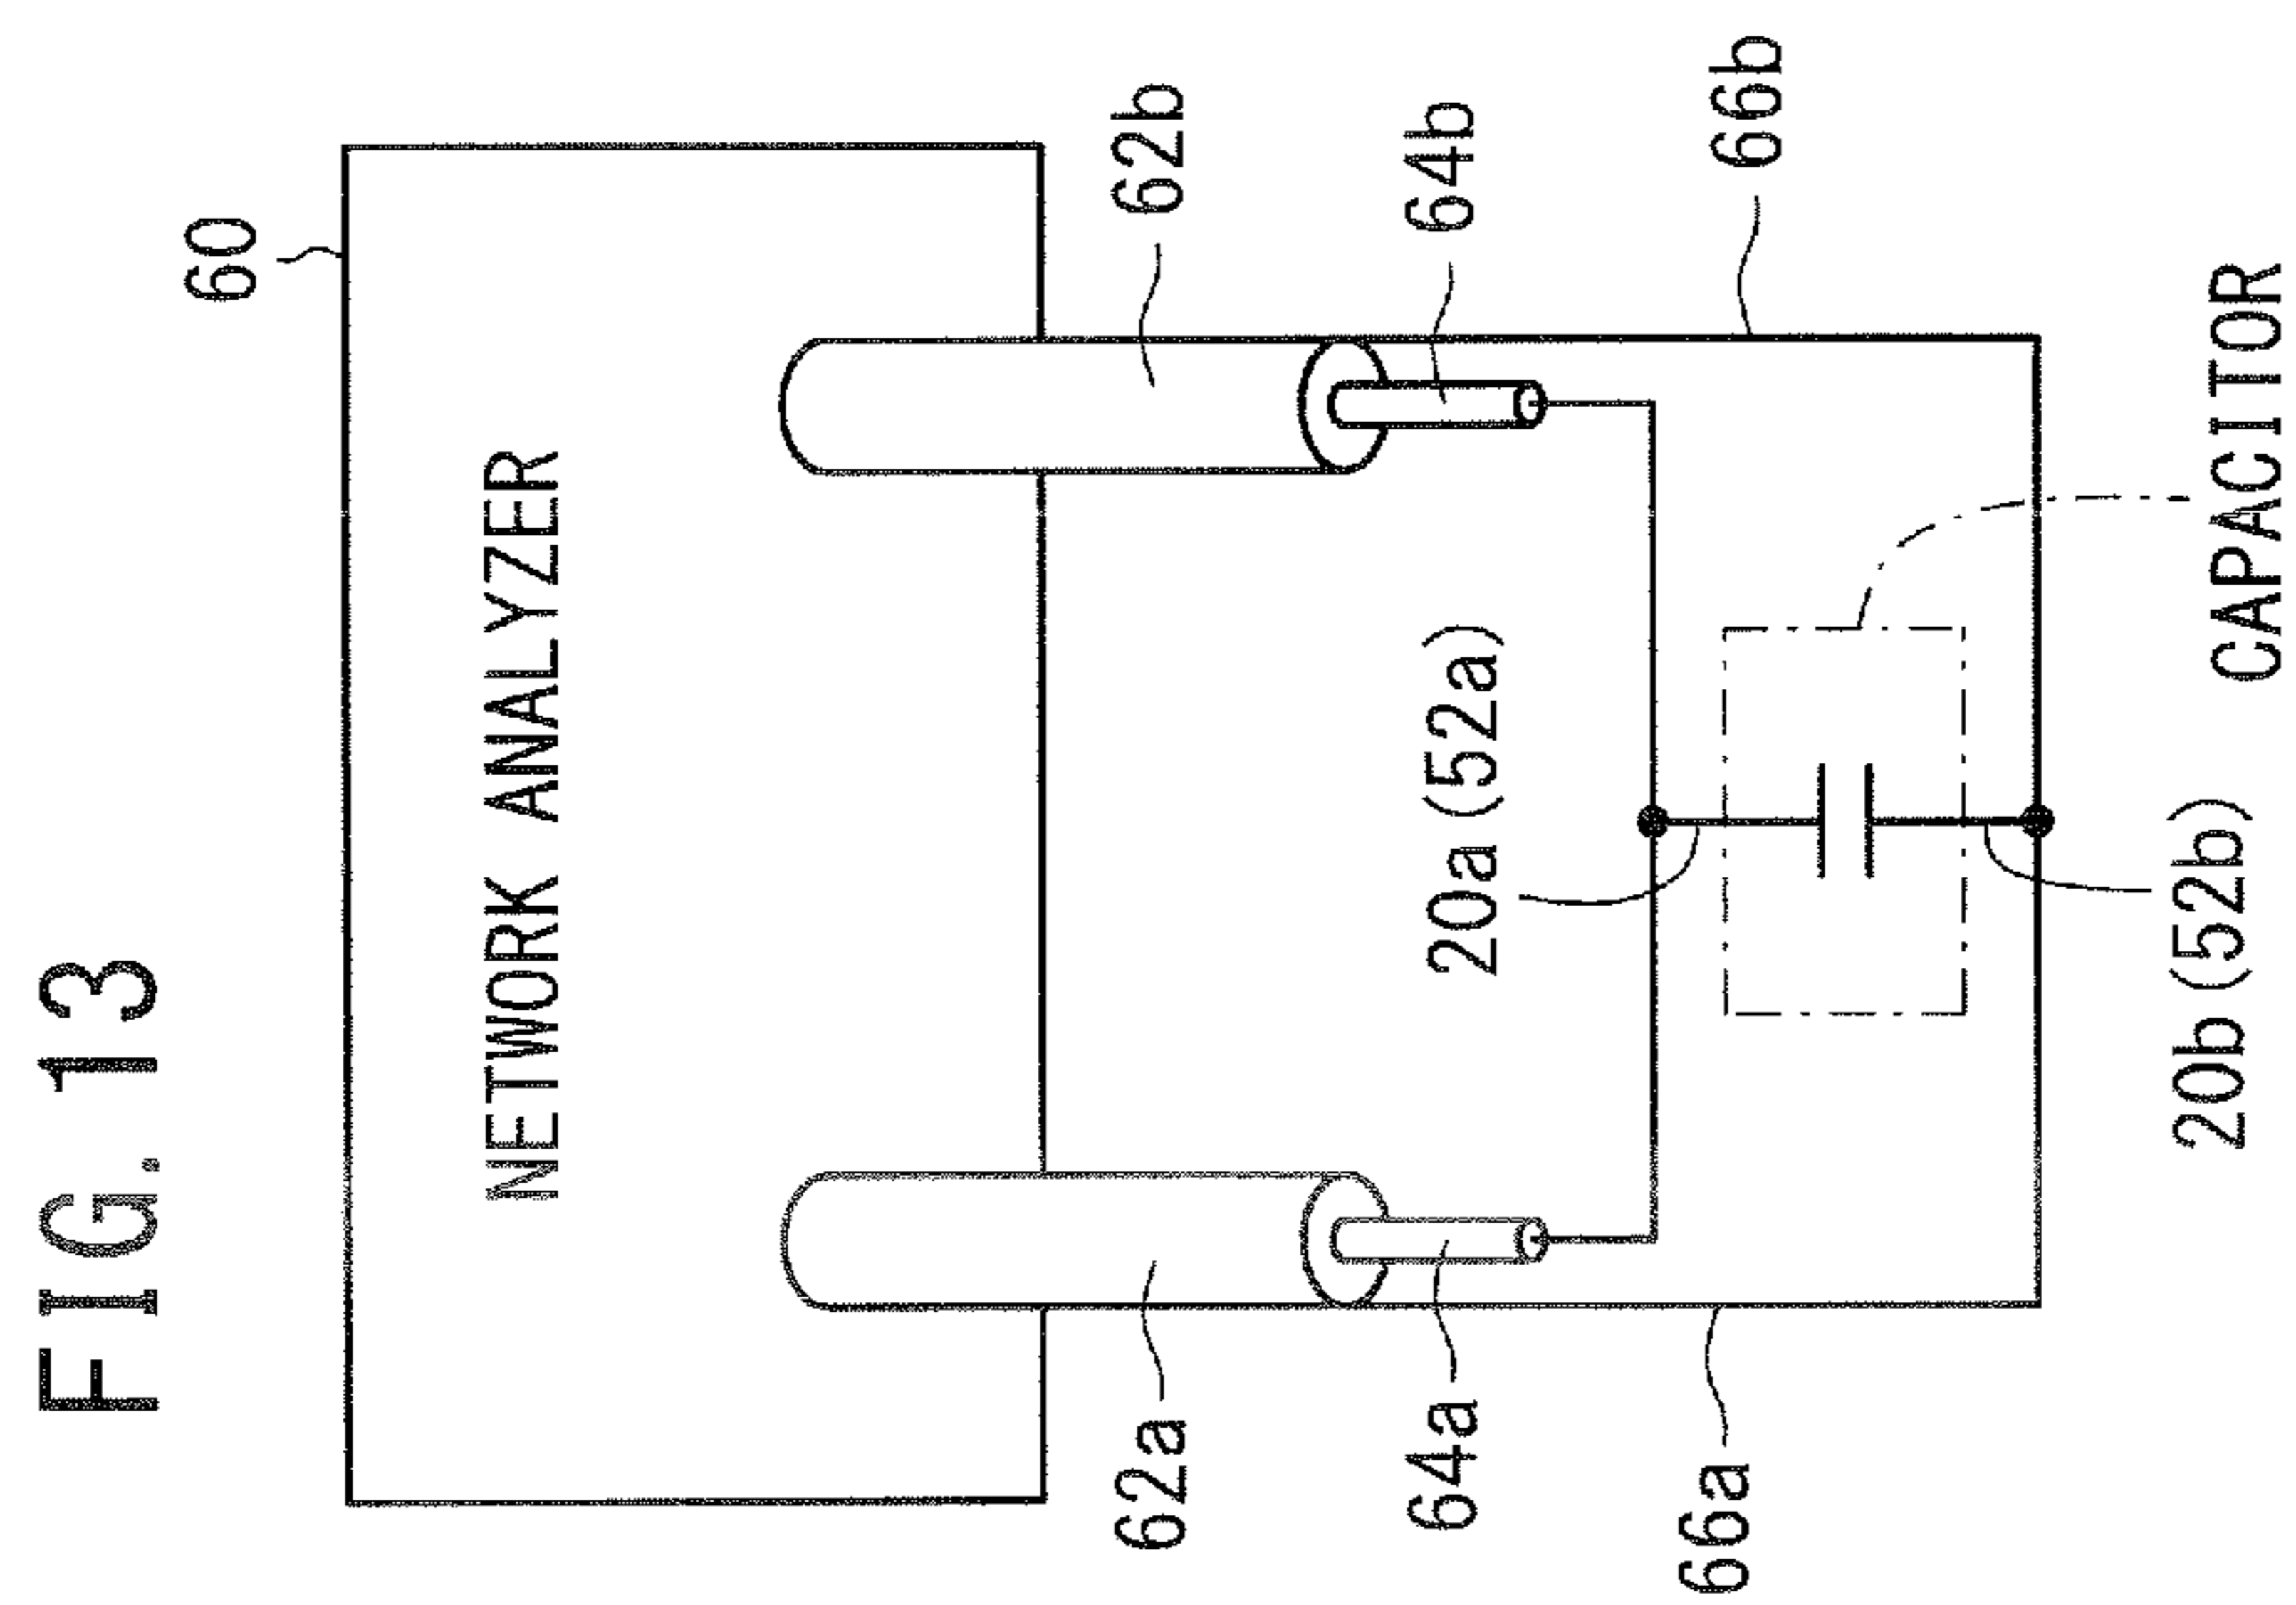 FIG. 13
60
NETWORK ANALYZER
62a
62b
64a
64b
20a (52a)
66a
66b
20b (52b)
CAPACITOR